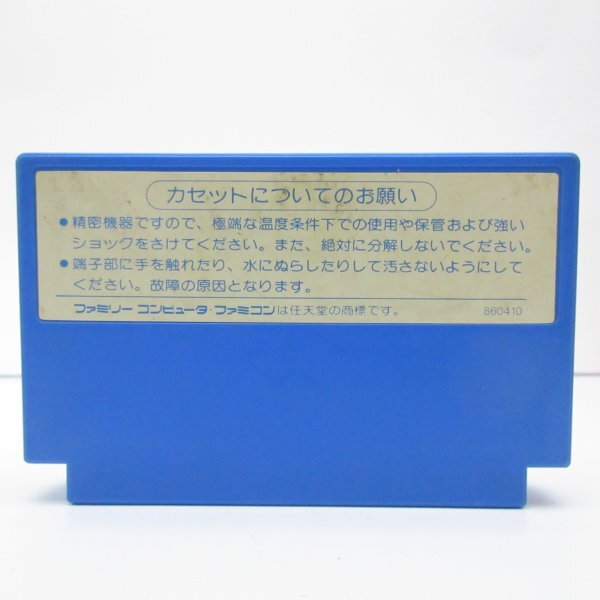 カセットについてのお願い
●精密機器ですので、極端な温度条件下での使用や保管および強い
ショックをさけてください。また、絶対に分解しないでください。
●端子部に手を触れたり、水にぬらしたりして汚さないようにして
ください。故障の原因となります。
ファミリーコンピュータ・ファミコンは任天堂の商標です。 860410